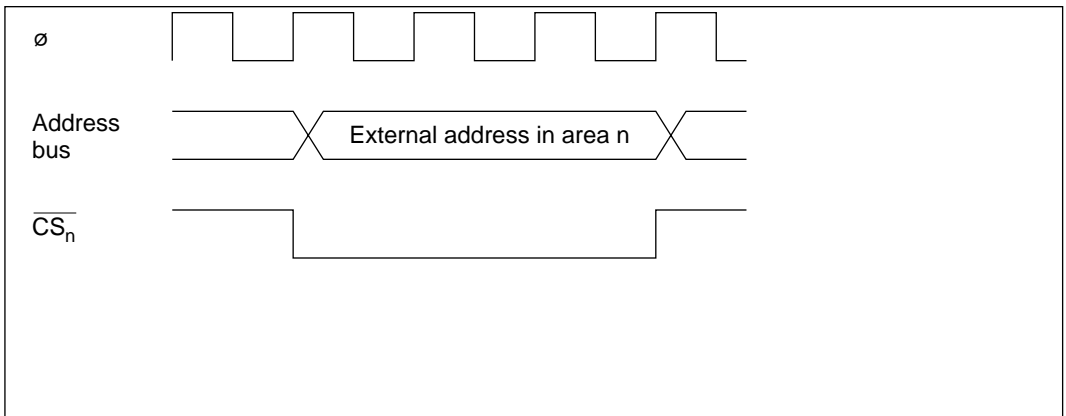 ø
Address
bus
External address in area n
CSn